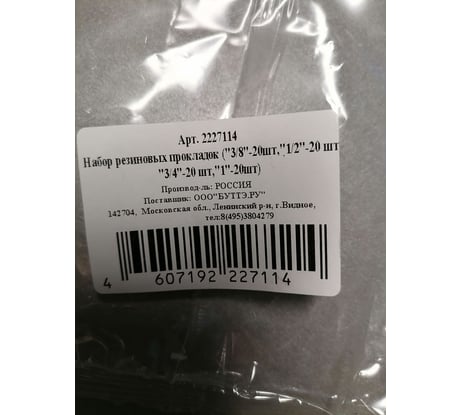 Арт. 2227114
Набор резиновых прокладок ("3/8"-20шт,"1/2"-20 шт
"3/4"-20 шт,"1"-20шт)
Производ-ль: РОССИЯ
Поставщик: ООО"БУТТЭ.РУ"
142704, Московская обл., Ленинский р-н, г.Видное,
тел:8(495)3804279
4 607192 227114